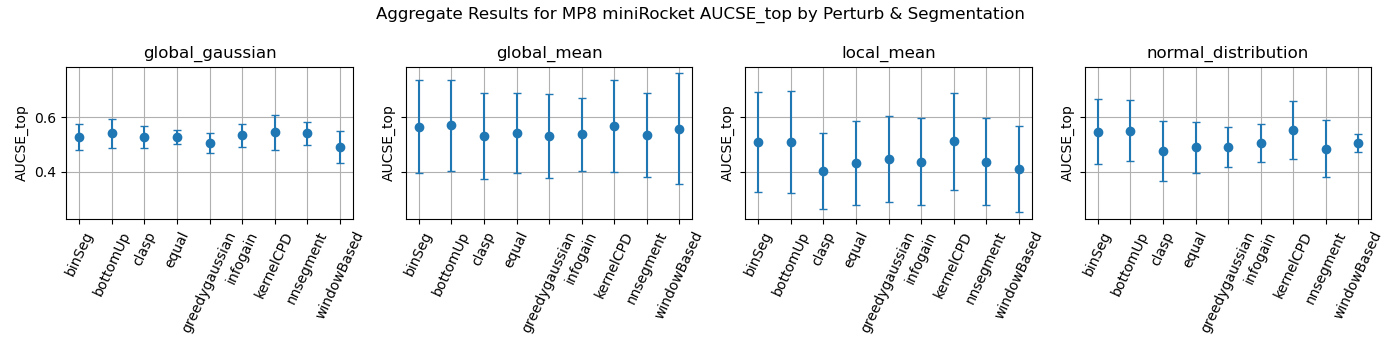 Aggregate Results for MP8 miniRocket AUCSE_top by Perturb & Segmentation
global_gaussian
AUCSE_top
0.6
0.4
binSeg
bottomUp
clasp
equal
greedygaussian
infogain
kernelCPD
nnsegment
windowBased
global_mean
AUCSE_top
binSeg
bottomUp
clasp
equal
greedygaussian
infogain
kernelCPD
nnsegment
windowBased
local_mean
AUCSE_top
binSeg
bottomUp
clasp
equal
greedygaussian
infogain
kernelCPD
nnsegment
windowBased
normal_distribution
AUCSE_top
binSeg
bottomUp
clasp
equal
greedygaussian
infogain
kernelCPD
nnsegment
windowBased